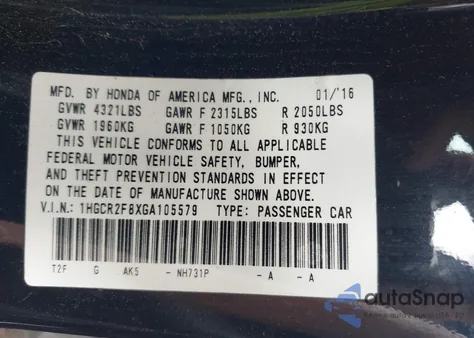 MFD. BY HONDA OF AMERICA MFG., INC. 01/'16
GVWR 4321LBS GAWR F 2315LBS R 2050LBS
GVWR 1960KG GAWR F 1050KG R 930KG
THIS VEHICLE CONFORMS TO ALL APPLICABLE
FEDERAL MOTOR VEHICLE SAFETY, BUMPER,
AND THEFT PREVENTION STANDARDS IN EFFECT
ON THE DATE OF MANUFACTURE SHOWN ABOVE.
V.I.N.: 1HGCR2F8XGA105579 TYPE: PASSENGER CAR
T2F G AK5 - NH731P - A - A
autoSnap